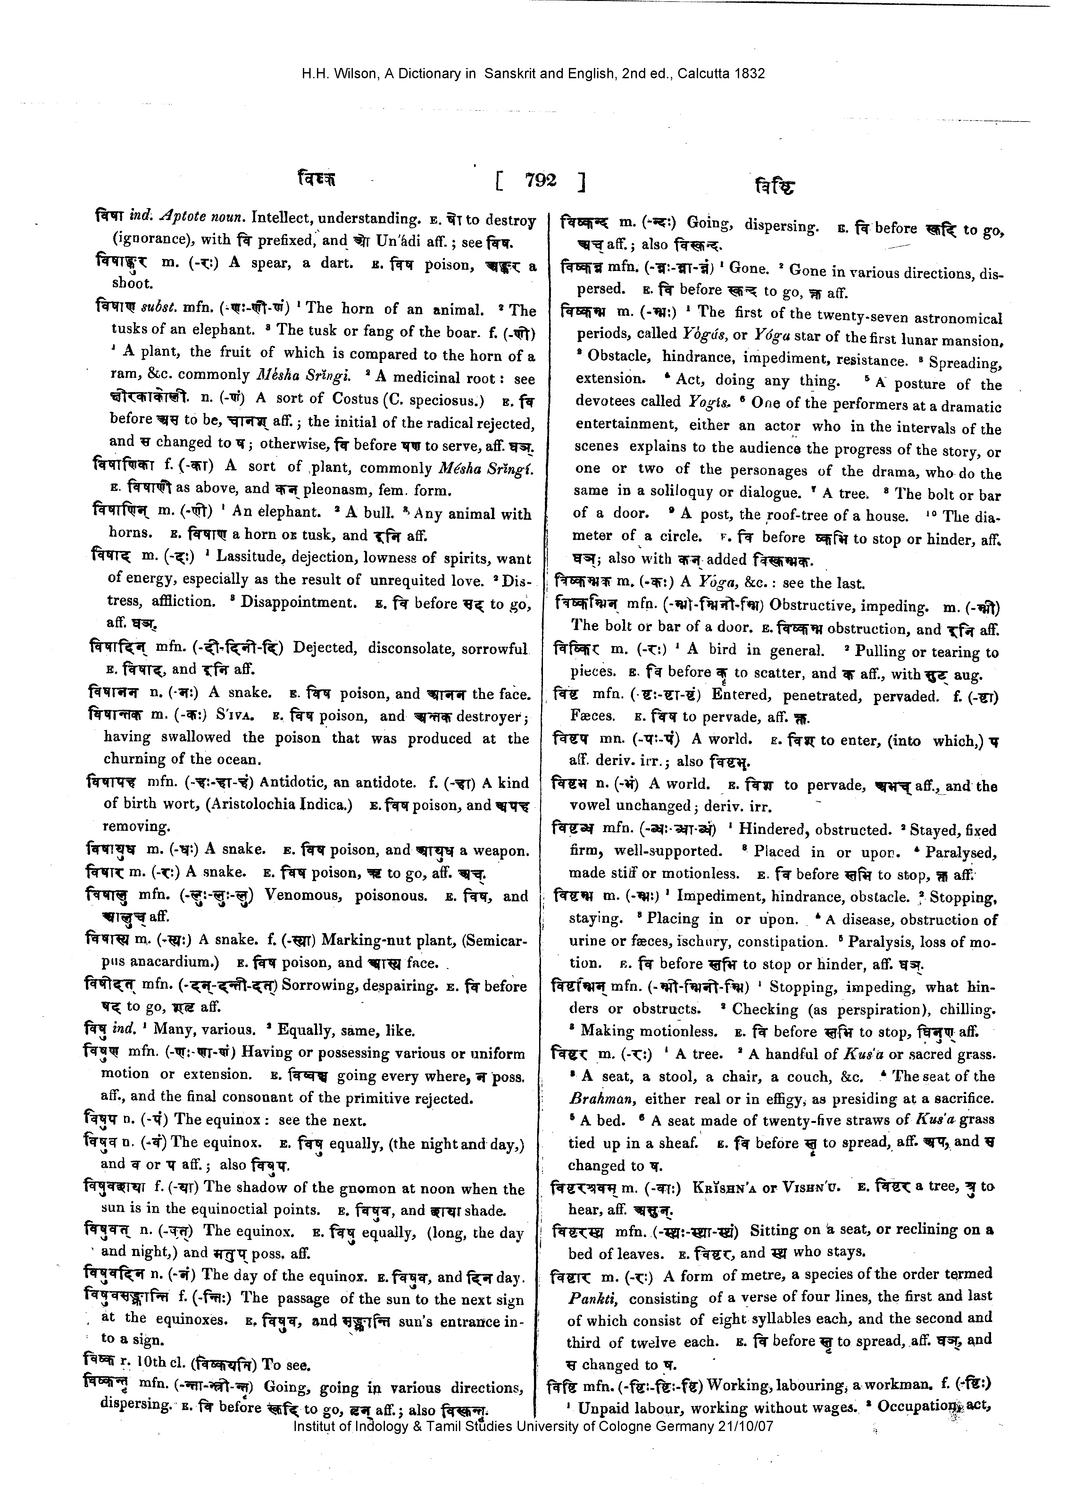 H.H. Wilson, A Dictionary in Sanskrit and English, 2nd ed., Calcutta 1832
विष्क [ 792 ] विष्टि
विषा ind. Aptote noun. Intellect, understanding. E. षो to destroy
(ignorance), with वि prefixed, and आ Un'ádi aff.; see विष.
विषाङ्कुर m. (-रः) A spear, a dart. E. विष poison, अङ्कुर a
shoot.
विषाण subst. mfn. (-णः-णी-णं) ¹ The horn of an animal. ² The
tusks of an elephant. ³ The tusk or fang of the boar. f. (-णी)
¹ A plant, the fruit of which is compared to the horn of a
ram, &c. commonly Mésha Sringi. ² A medicinal root: see
क्षीरकाकोली. n. (-णं) A sort of Costus (C. speciosus.) E. वि
before अस to be, चानश् aff.; the initial of the radical rejected,
and स changed to ष; otherwise, वि before षण to serve, aff. घञ्.
विषाणिका f. (-का) A sort of plant, commonly Mésha Sringí.
E. विषाणी as above, and कन् pleonasm, fem. form.
विषाणिन् m. (-णी) ¹ An elephant. ² A bull. ³ Any animal with
horns. E. विषाण a horn or tusk, and इनि aff.
विषाद m. (-दः) ¹ Lassitude, dejection, lowness of spirits, want
of energy, especially as the result of unrequited love. ² Dis-
tress, affliction. ³ Disappointment. E. वि before सद् to go,
aff. घञ्.
विषादिन् mfn. (-दी-दिनी-दि) Dejected, disconsolate, sorrowful
E. विषाद, and इनि aff.
विषानन n. (-नः) A snake. E. विष poison, and आनन the face.
विषान्तक m. (-कः) S'IVA. E. विष poison, and अन्तक destroyer;
having swallowed the poison that was produced at the
churning of the ocean.
विषापह mfn. (-हः-हा-हं) Antidotic, an antidote. f. (-हा) A kind
of birth wort, (Aristolochia Indica.) E. विष poison, and अपह
removing.
विषायुध m. (-धः) A snake. E. विष poison, and आयुध a weapon.
विषार m. (-रः) A snake. E. विष poison, ऋ to go, aff. अच्.
विषालु mfn. (-लुः-लुः-लु) Venomous, poisonous. E. विष, and
आलुच् aff.
विषास्य m. (-स्यः) A snake. f. (-स्या) Marking-nut plant, (Semicar-
pus anacardium.) E. विष poison, and आस्य face.
विषीदत् mfn. (-दन्-दन्ती-दत्) Sorrowing, despairing. E. वि before
षद् to go, शतृ aff.
विषु ind. ¹ Many, various. ² Equally, same, like.
विषुण mfn. (-णः-णा-णं) Having or possessing various or uniform
motion or extension. E. विष्वच् going every where, न poss.
aff., and the final consonant of the primitive rejected.
विषुप n. (-पं) The equinox: see the next.
विषुव n. (-वं) The equinox. E. विषु equally, (the night and day,)
and व or प aff.; also विषुप.
विषुवच्छाया f. (-या) The shadow of the gnomon at noon when the
sun is in the equinoctial points. E. विषुव, and छाया shade.
विषुवत् n. (-वत्) The equinox. E. विषु equally, (long, the day
and night,) and मतुप् poss. aff.
विषुवदिन n. (-नं) The day of the equinox. E. विषुव, and दिन day.
विषुवसङ्क्रान्ति f. (-न्तिः) The passage of the sun to the next sign
at the equinoxes. E. विषुव, and सङ्क्रान्ति sun's entrance in-
to a sign.
विष्क r. 10th cl. (विष्कयति) To see.
विष्कन्तृ mfn. (-न्ता-न्त्री-न्तृ) Going, going in various directions,
dispersing. E. वि before स्कदि to go, तृन् aff.; also विस्कन्तृ.
विष्कन्द m. (-न्दः) Going, dispersing. E. वि before स्कदि to go,
अच् aff.; also विस्कन्द.
विष्कन्न mfn. (-न्नः-न्ना-न्नं) ¹ Gone. ² Gone in various directions, dis-
persed. E. वि before स्कन्द to go, क्त aff.
विष्कम्भ m. (-म्भः) ¹ The first of the twenty-seven astronomical
periods, called Yógás, or Yóga star of the first lunar mansion,
² Obstacle, hindrance, impediment, resistance. ³ Spreading,
extension. ⁴ Act, doing any thing. ⁵ A posture of the
devotees called Yogís. ⁶ One of the performers at a dramatic
entertainment, either an actor who in the intervals of the
scenes explains to the audience the progress of the story, or
one or two of the personages of the drama, who do the
same in a soliloquy or dialogue. ⁷ A tree. ⁸ The bolt or bar
of a door. ⁹ A post, the roof-tree of a house. ¹⁰ The dia-
meter of a circle. E. वि before ष्कभि to stop or hinder, aff.
घञ्; also with कन् added विस्कम्भक.
विष्कम्भक m. (-कः) A Yóga, &c.: see the last.
विष्कम्भिन् mfn. (-म्भी-म्भिनी-म्भि) Obstructive, impeding. m. (-म्भी)
The bolt or bar of a door. E. विष्कम्भ obstruction, and इनि aff.
विष्किर m. (-रः) ¹ A bird in general. ² Pulling or tearing to
pieces. E. वि before कॄ to scatter, and क aff., with सुट् aug.
विष्ट mfn. (-ष्टः-ष्टा-ष्टं) Entered, penetrated, pervaded. f. (-ष्टा)
Fæces. E. विष to pervade, aff. क्त.
विष्टप mn. (-पः-पं) A world. E. विश to enter, (into which,) प
aff. deriv. irr.; also विष्टभ्.
विष्टभ n. (-भं) A world. E. विश to pervade, अभच् aff., and the
vowel unchanged; deriv. irr.
विष्टब्ध mfn. (-ब्धः-ब्धा-ब्धं) ¹ Hindered, obstructed. ² Stayed, fixed
firm, well-supported. ³ Placed in or upon. ⁴ Paralysed,
made stiff or motionless. E. वि before स्तभि to stop, क्त aff.
विष्टम्भ m. (-म्भः) ¹ Impediment, hindrance, obstacle. ² Stopping,
staying. ³ Placing in or upon. ⁴ A disease, obstruction of
urine or fæces, ischury, constipation. ⁵ Paralysis, loss of mo-
tion. E. वि before स्तभि to stop or hinder, aff. घञ्.
विष्टम्भिन् mfn. (-म्भी-म्भिनी-म्भि) ¹ Stopping, impeding, what hin-
ders or obstructs. ² Checking (as perspiration), chilling.
³ Making motionless. E. वि before स्तभि to stop, घिनुण् aff.
विष्टर m. (-रः) ¹ A tree. ² A handful of Kus'a or sacred grass.
³ A seat, a stool, a chair, a couch, &c. ⁴ The seat of the
Brahman, either real or in effigy, as presiding at a sacrifice.
⁵ A bed. ⁶ A seat made of twenty-five straws of Kus'a grass
tied up in a sheaf. E. वि before स्तृ to spread, aff. अप्, and स
changed to ष.
विष्टरश्रवस् m. (-वाः) KRISHN'A or VISHN'U. E. विष्टर a tree, श्रु to
hear, aff. असुन्.
विष्टरस्थ mfn. (-स्थः-स्था-स्थं) Sitting on a seat, or reclining on a
bed of leaves. E. विष्टर, and स्थ who stays.
विष्टार m. (-रः) A form of metre, a species of the order termed
Pankti, consisting of a verse of four lines, the first and last
of which consist of eight syllables each, and the second and
third of twelve each. E. वि before स्तृ to spread, aff. घञ्, and
स changed to ष.
विष्टि mfn. (-ष्टिः-ष्टिः-ष्टि) Working, labouring, a workman. f. (-ष्टिः)
¹ Unpaid labour, working without wages. ² Occupation, act,
Institut of Indology & Tamil Studies University of Cologne Germany 21/10/07